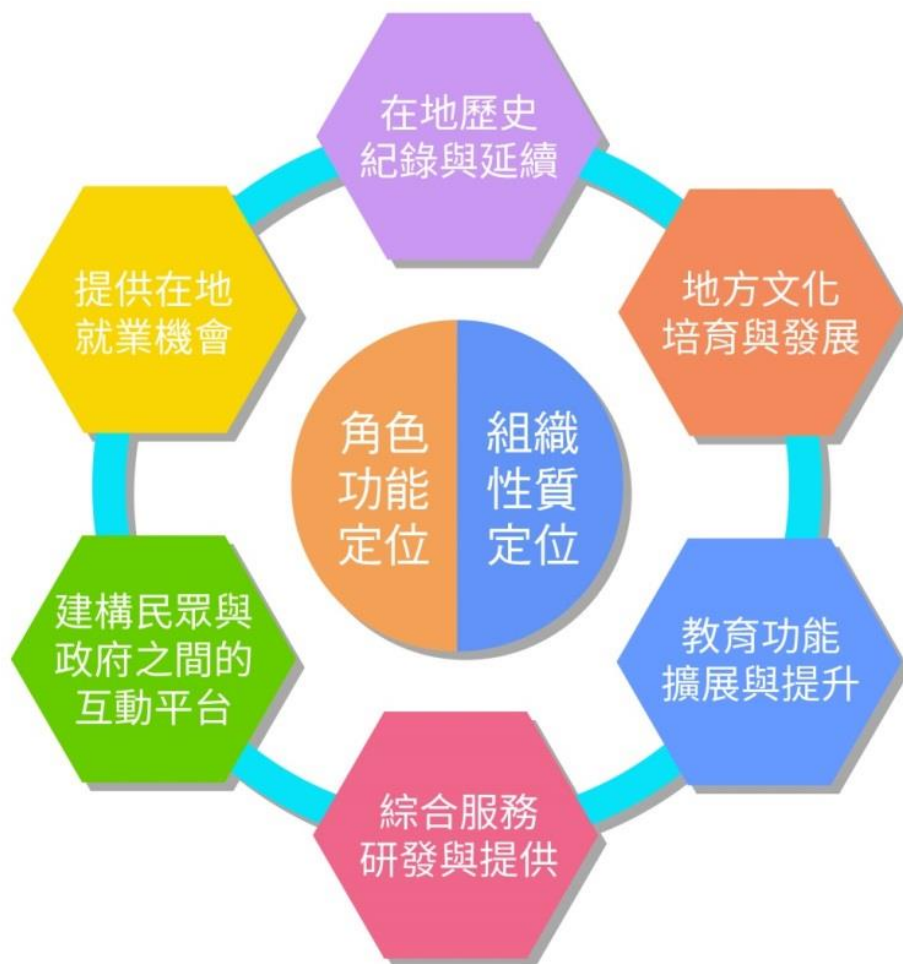 在地歷史
紀錄與延續
地方文化
培育與發展
教育功能
擴展與提升
綜合服務
研發與提供
建構民眾與
政府之間的
互動平台
提供在地
就業機會
角色
功能
定位
組織
性質
定位